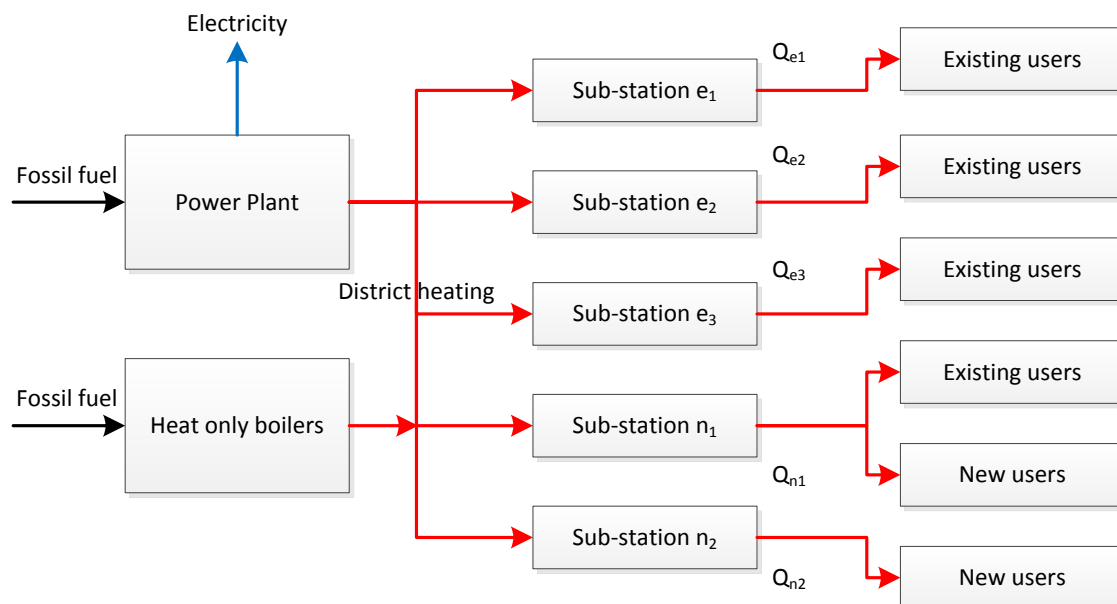 Electricity
Fossil fuel
Power Plant
District heating
Fossil fuel
Heat only boilers
Sub-station e₁
Sub-station e₂
Sub-station e₃
Sub-station n₁
Sub-station n₂
Qₑ₁
Qₑ₂
Qₑ₃
Qₙ₁
Qₙ₂
Existing users
Existing users
Existing users
Existing users
New users
New users